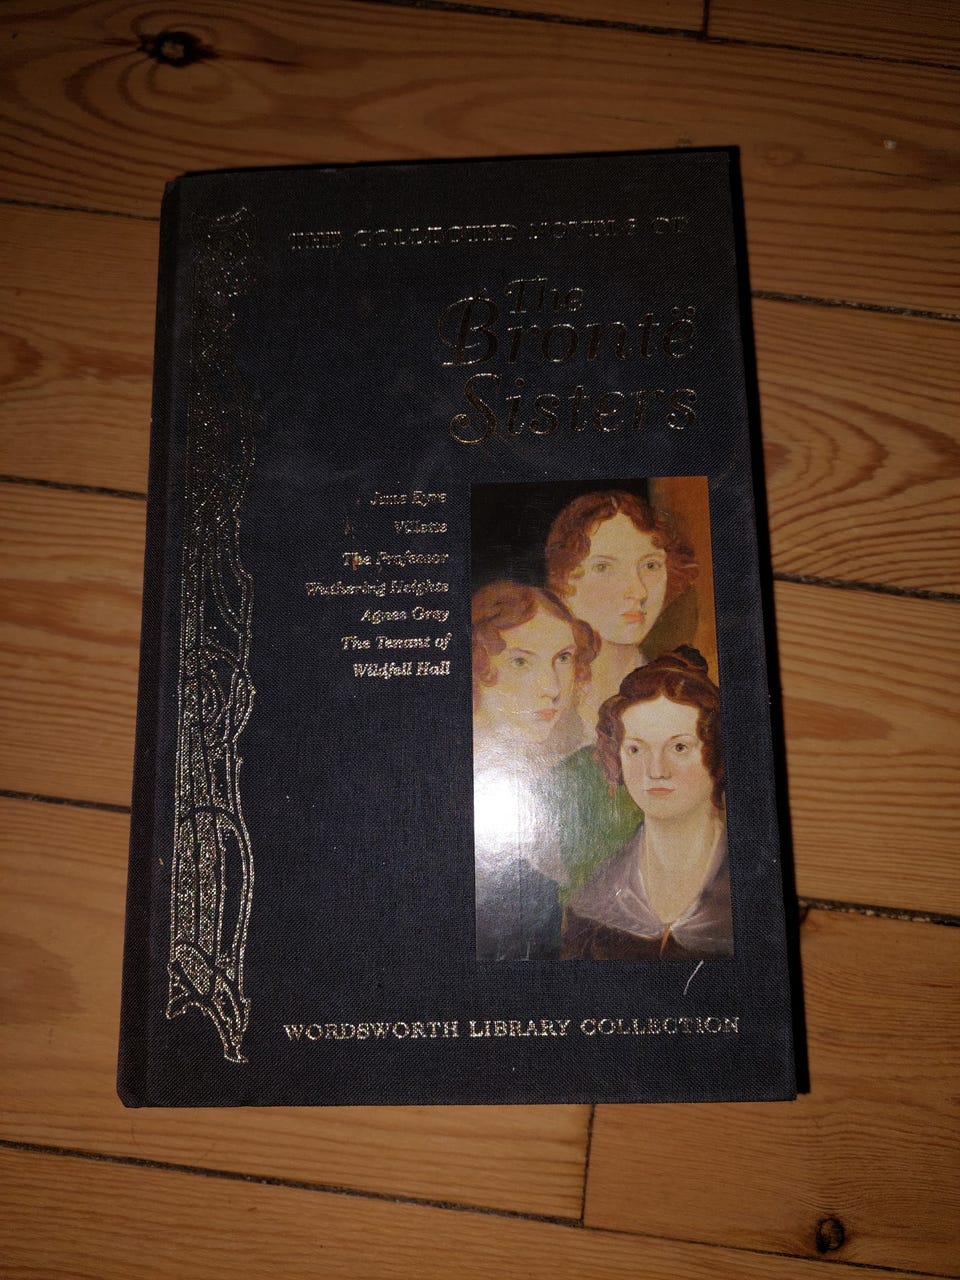 THE COLLECTED NOVELS OF
The
Brontë
Sisters
Jane Eyre
Villette
The Professor
Wuthering Heights
Agnes Grey
The Tenant of
Wildfell Hall
WORDSWORTH LIBRARY COLLECTION